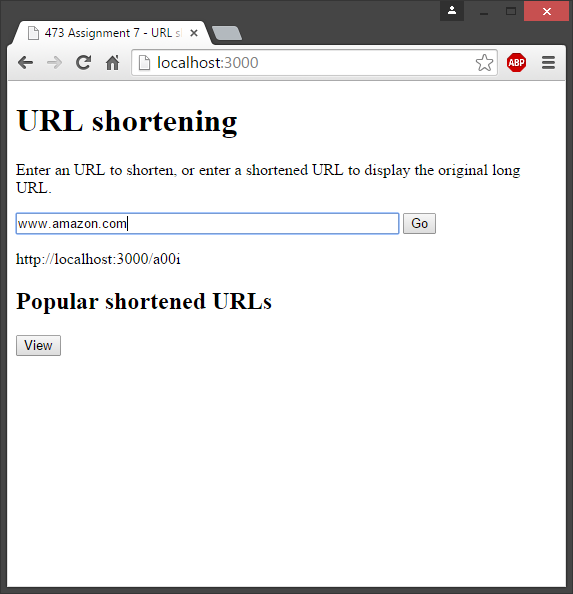 473 Assignment 7 - URL s
localhost:3000
ABP
URL shortening
Enter an URL to shorten, or enter a shortened URL to display the original long
URL.
www.amazon.com
Go
http://localhost:3000/a00i
Popular shortened URLs
View